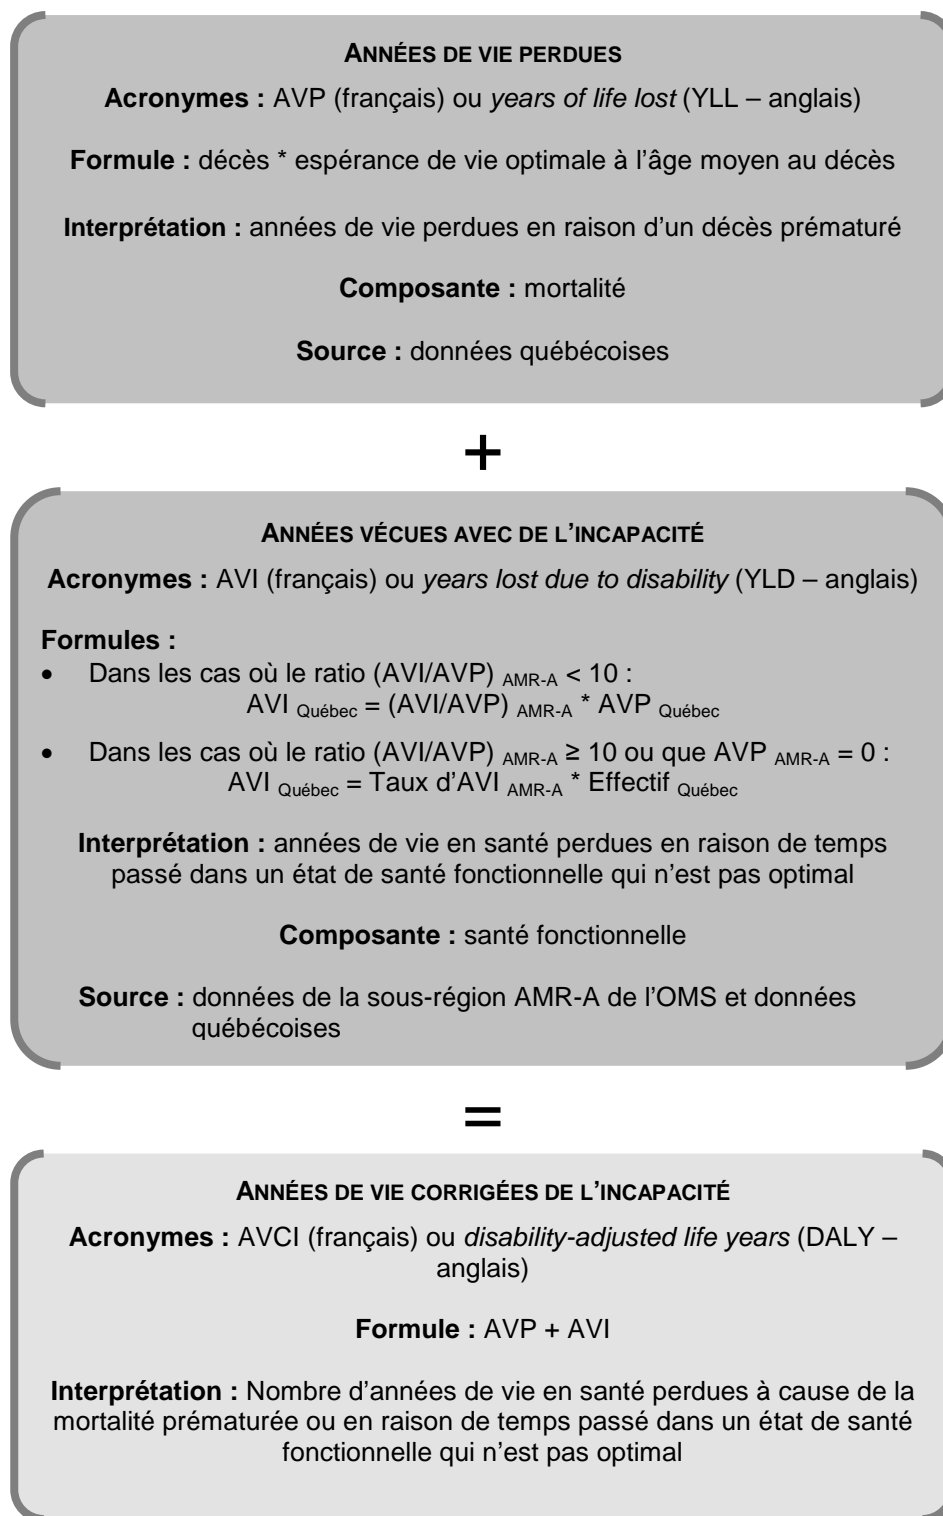 ANNÉES DE VIE PERDUES
Acronymes : AVP (français) ou years of life lost (YLL – anglais)
Formule : décès * espérance de vie optimale à l’âge moyen au décès
Interprétation : années de vie perdues en raison d’un décès prématuré
Composante : mortalité
Source : données québécoises
+
ANNÉES VÉCUES AVEC DE L’INCAPACITÉ
Acronymes : AVI (français) ou years lost due to disability (YLD – anglais)
Formules :
• Dans les cas où le ratio (AVI/AVP) AMR-A < 10 :
AVI Québec = (AVI/AVP) AMR-A * AVP Québec
• Dans les cas où le ratio (AVI/AVP) AMR-A ≥ 10 ou que AVP AMR-A = 0 :
AVI Québec = Taux d’AVI AMR-A * Effectif Québec
Interprétation : années de vie en santé perdues en raison de temps
passé dans un état de santé fonctionnelle qui n’est pas optimal
Composante : santé fonctionnelle
Source : données de la sous-région AMR-A de l’OMS et données
québécoises
=
ANNÉES DE VIE CORRIGÉES DE L’INCAPACITÉ
Acronymes : AVCI (français) ou disability-adjusted life years (DALY –
anglais)
Formule : AVP + AVI
Interprétation : Nombre d’années de vie en santé perdues à cause de la
mortalité prématurée ou en raison de temps passé dans un état de santé
fonctionnelle qui n’est pas optimal